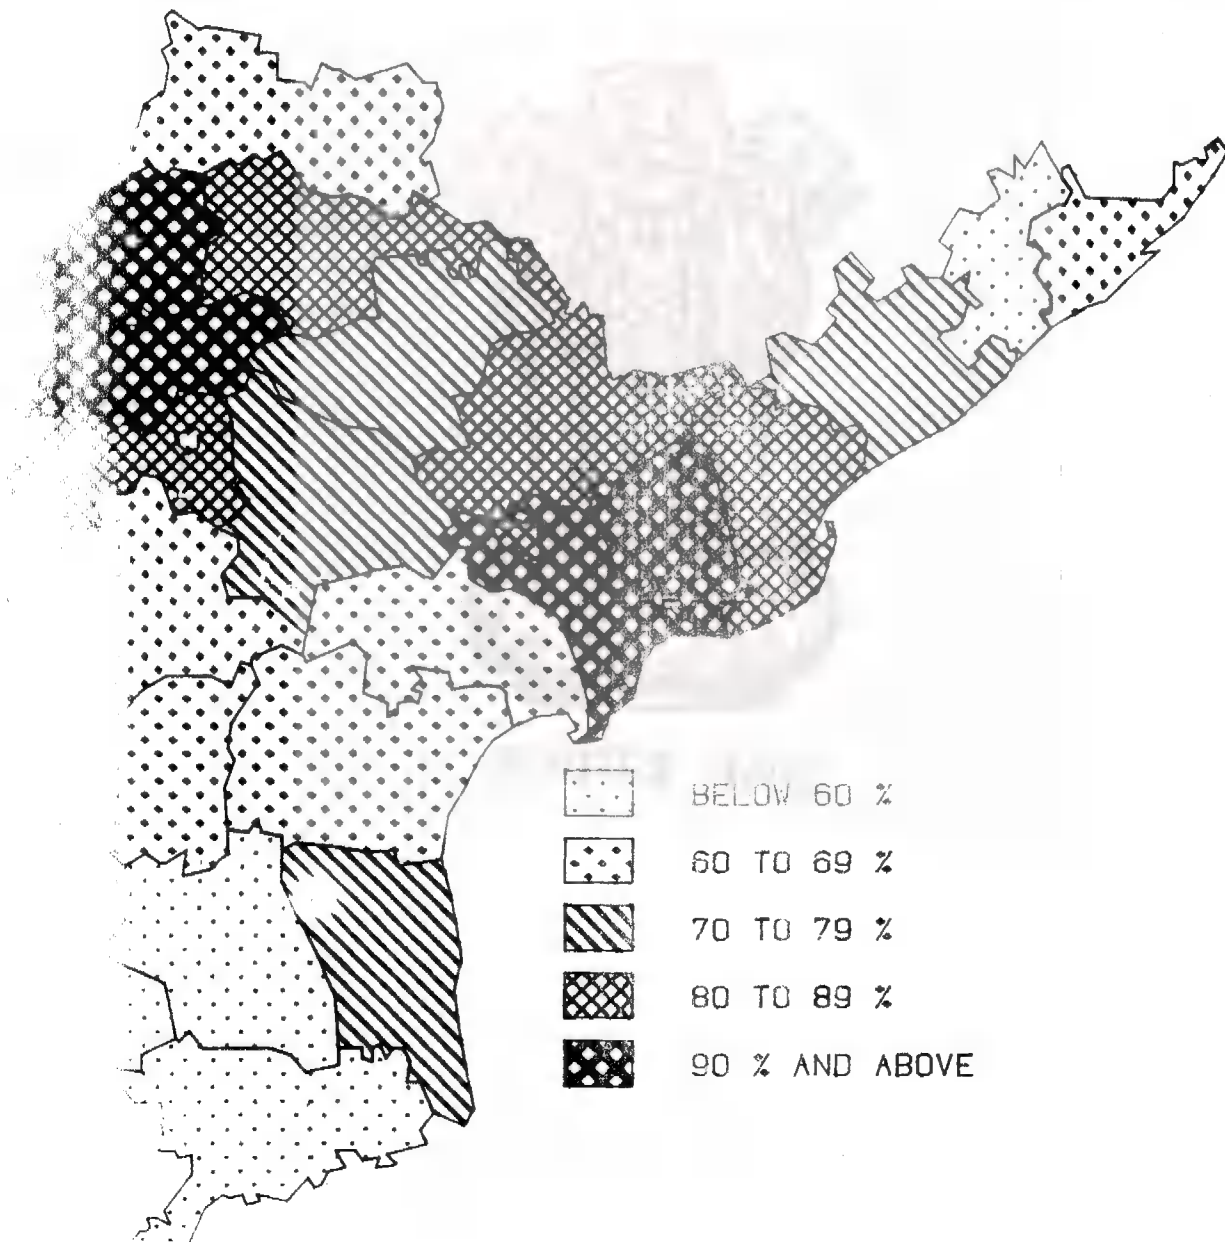 BELOW 60 %
60 TO 69 %
70 TO 79 %
80 TO 89 %
90 % AND ABOVE